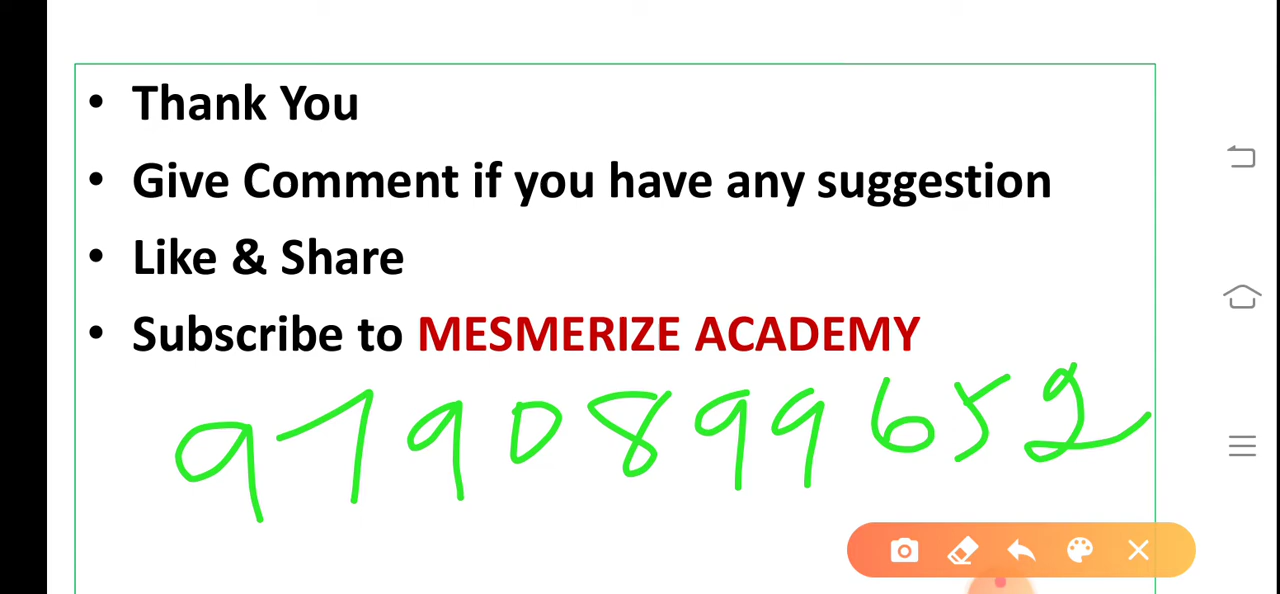 • Thank You
• Give Comment if you have any suggestion
• Like & Share
• Subscribe to MESMERIZE ACADEMY
9790899652